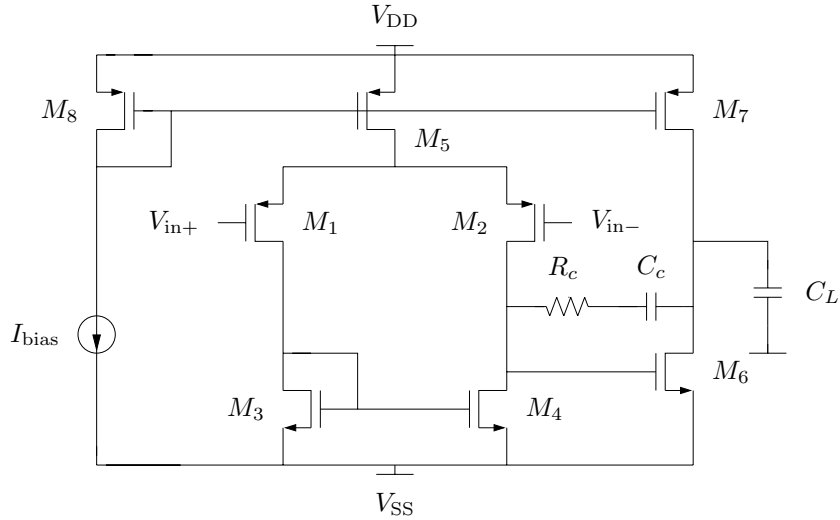 V_DD
M_8
M_5
M_7
V_in+
M_1
M_2
V_in−
R_c
C_c
C_L
I_bias
M_3
M_4
M_6
V_SS